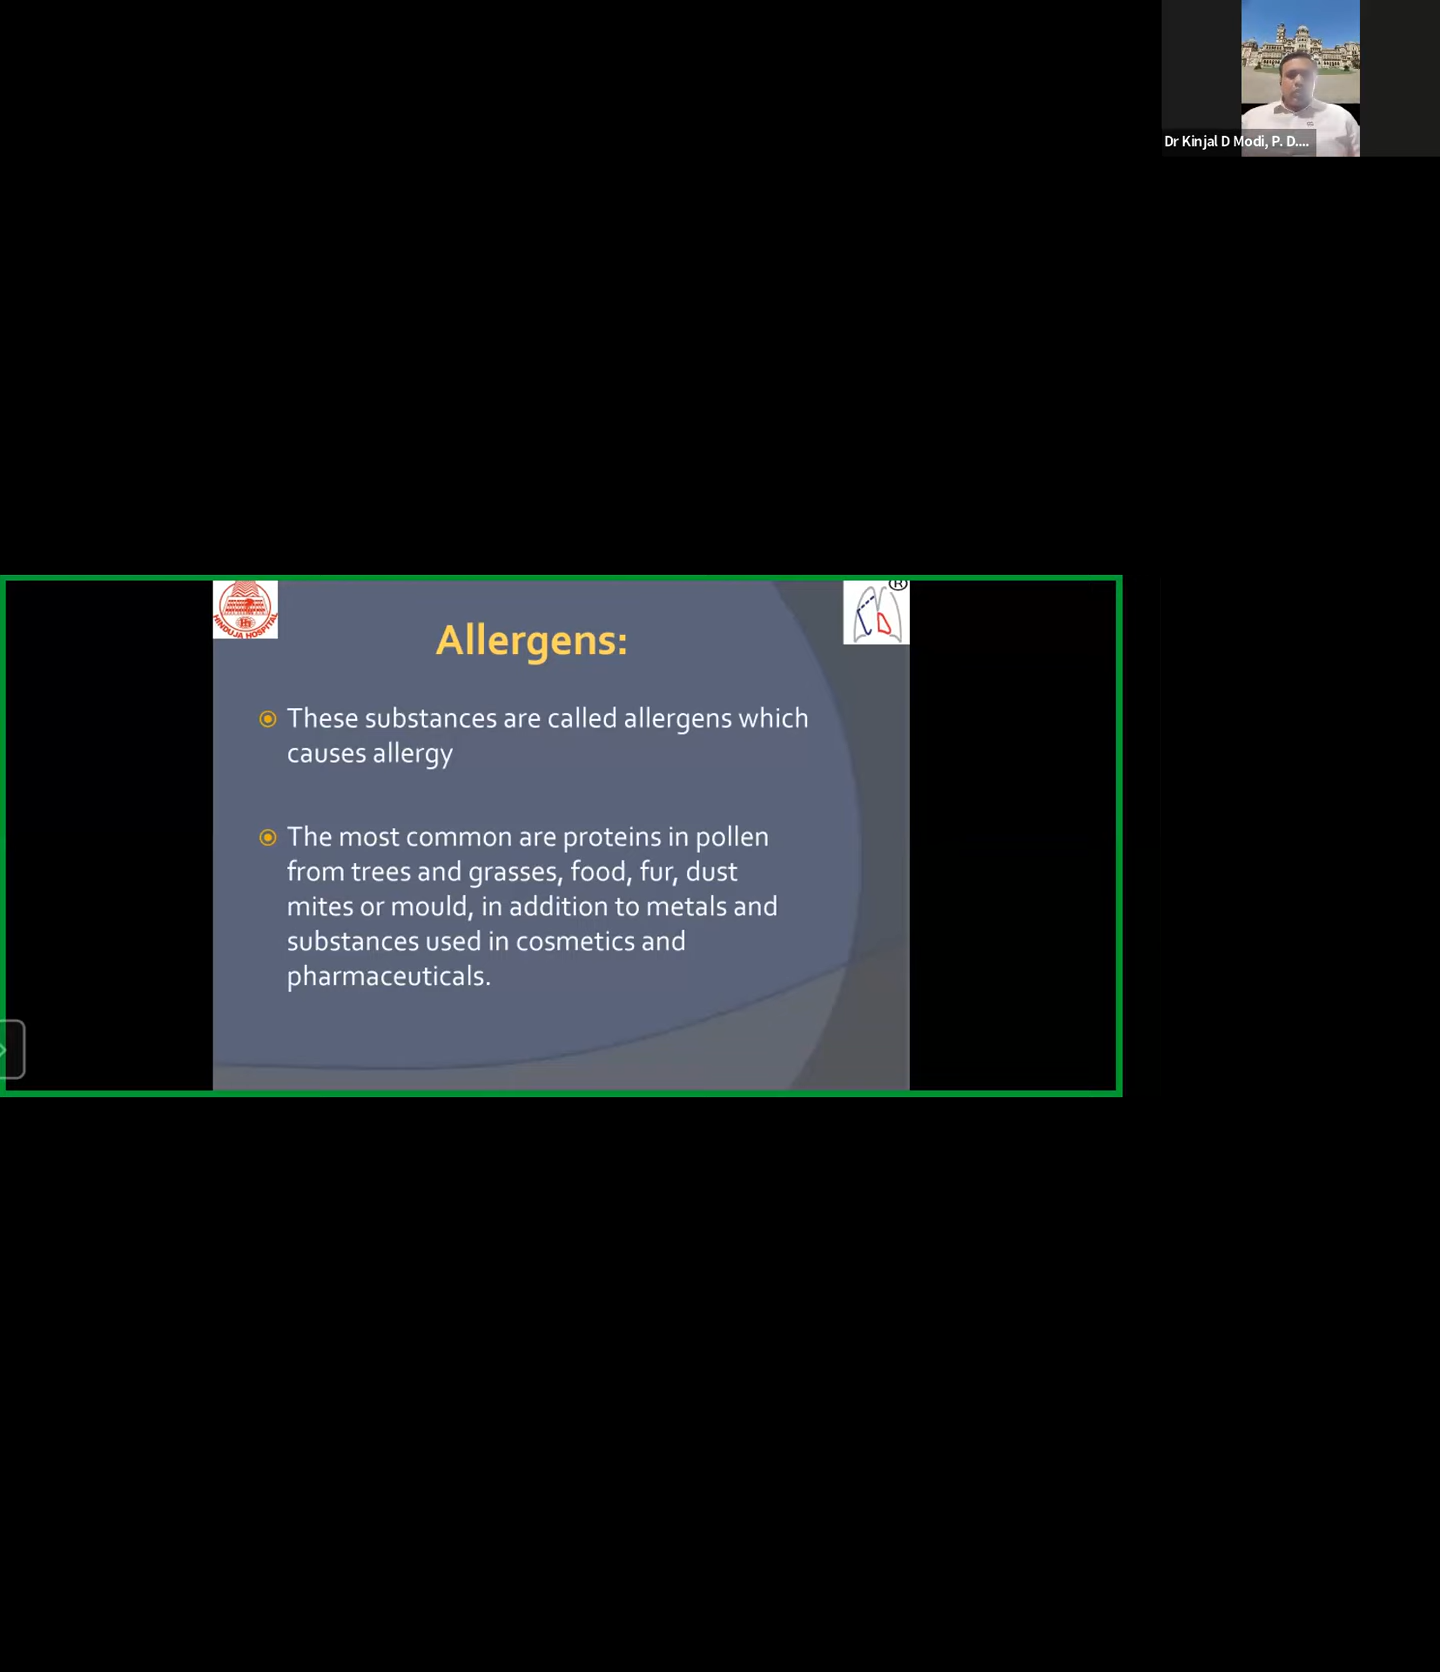 Dr Kinjal D Modi, P. D....
®
HINDUJA HOSPITAL
Allergens:
These substances are called allergens which
causes allergy
The most common are proteins in pollen
from trees and grasses, food, fur, dust
mites or mould, in addition to metals and
substances used in cosmetics and
pharmaceuticals.